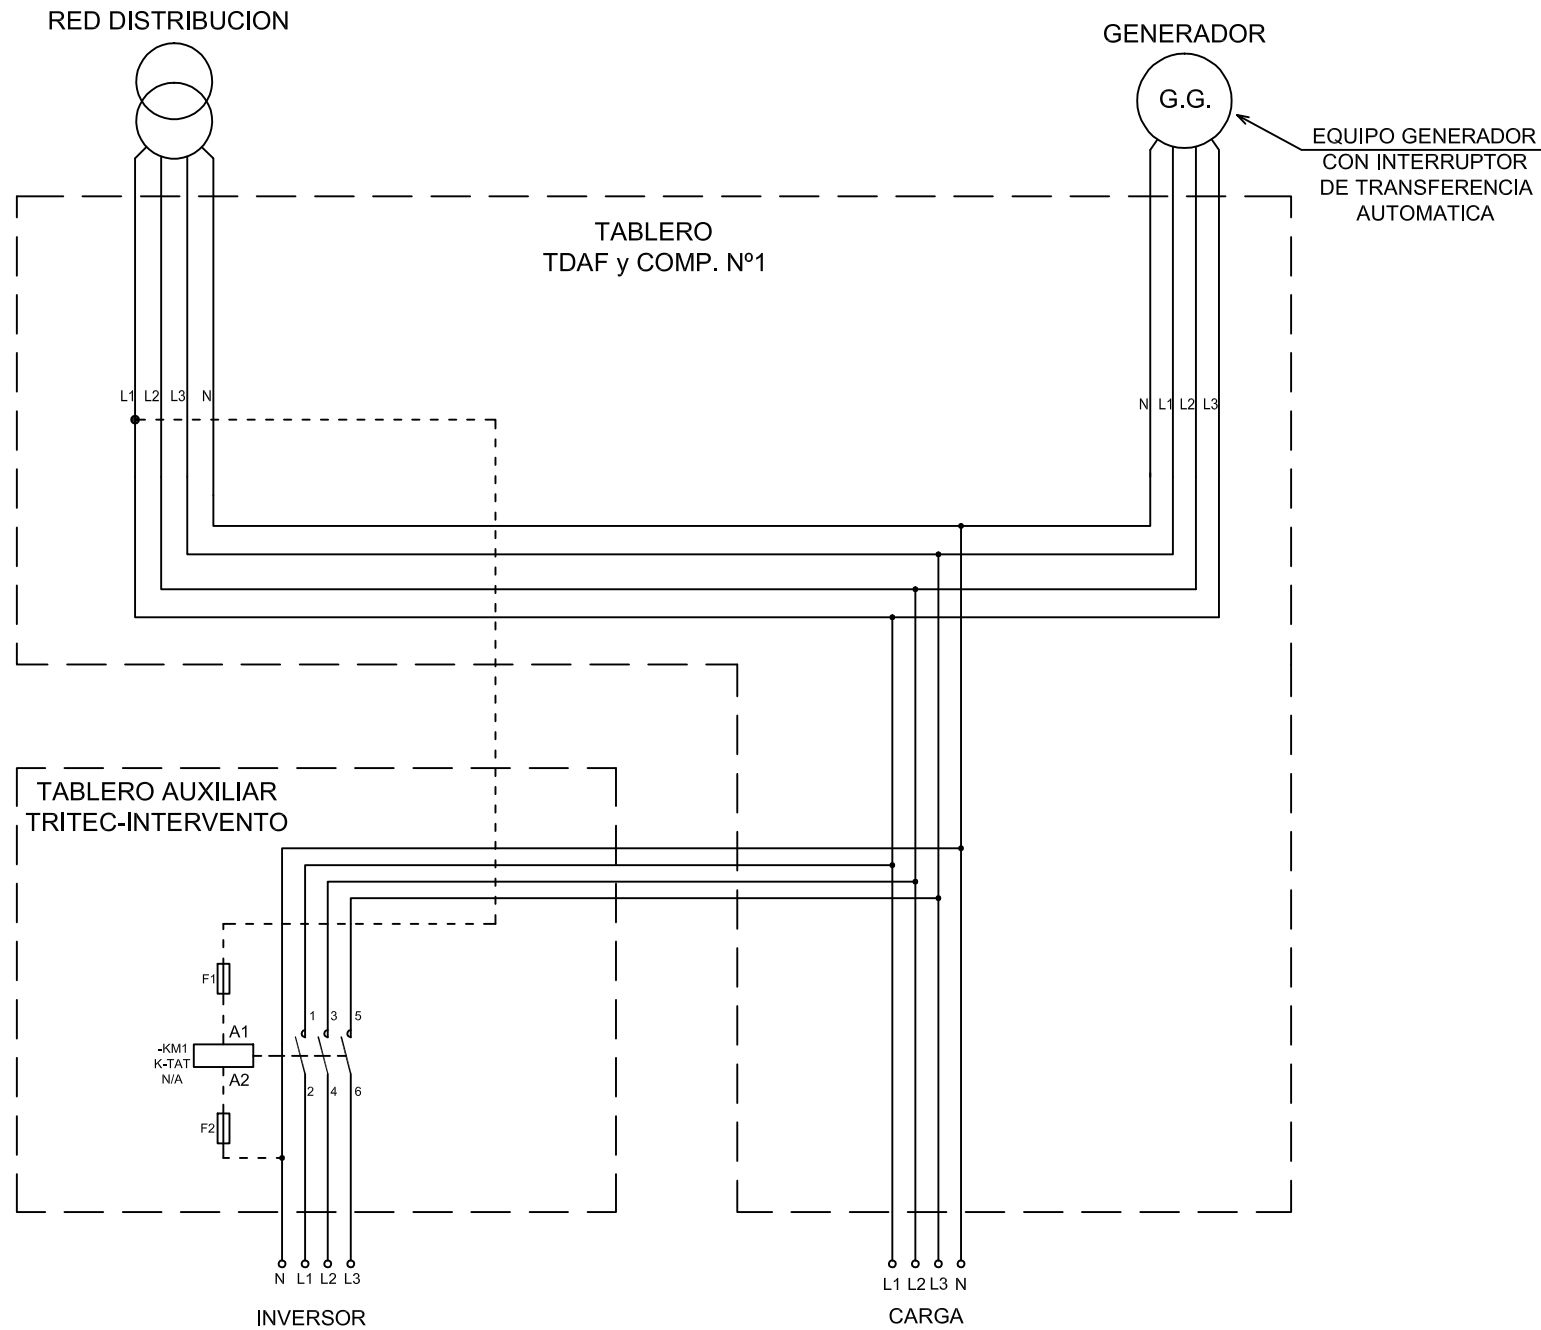 RED DISTRIBUCION
GENERADOR
G.G.
EQUIPO GENERADOR
CON INTERRUPTOR
DE TRANSFERENCIA
AUTOMATICA
TABLERO
TDAF y COMP. Nº1
L1 L2 L3 N
N L1 L2 L3
TABLERO AUXILIAR
TRITEC-INTERVENTO
F1
1 3 5
A1
-KM1
K-TAT
N/A
A2
2 4 6
F2
N L1 L2 L3
INVERSOR
L1 L2 L3 N
CARGA